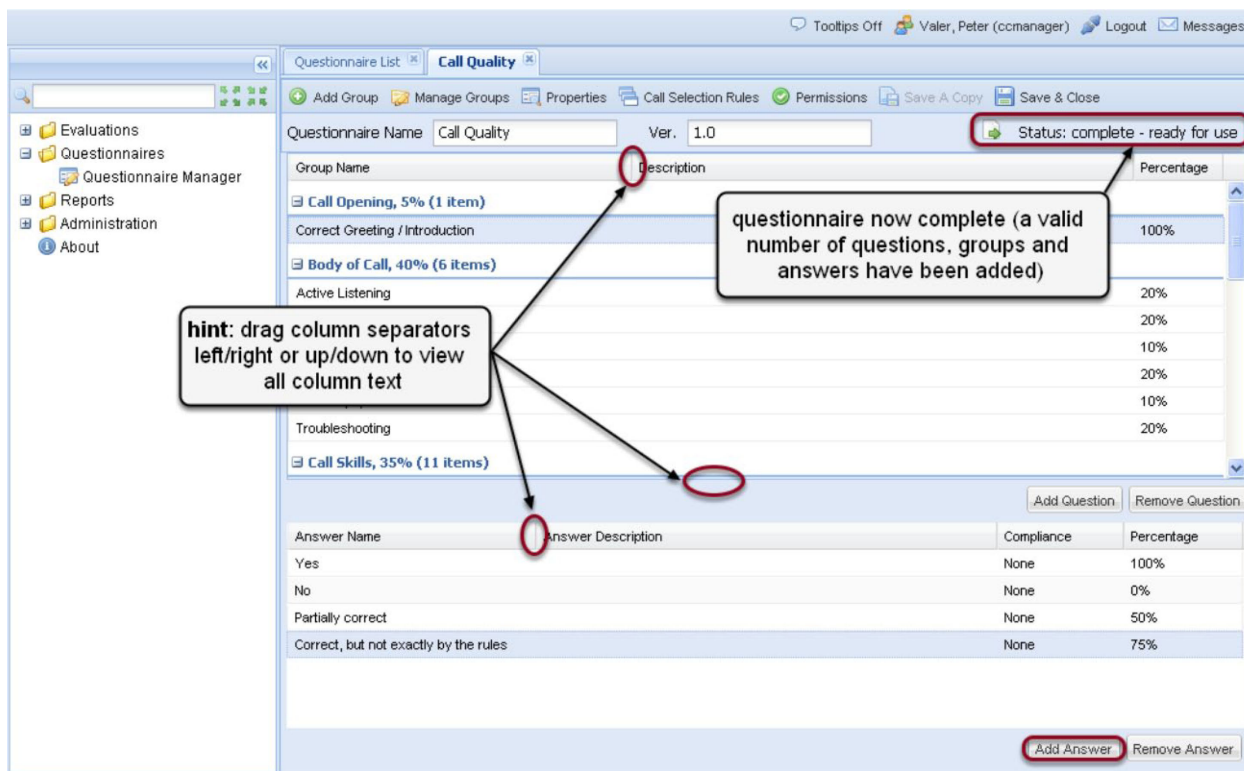 Tooltips Off Valer, Peter (ccmanager) Logout Messages
Questionnaire List Call Quality
Add Group Manage Groups Properties Call Selection Rules Permissions Save A Copy Save & Close
Evaluations
Questionnaires
Questionnaire Manager
Reports
Administration
About
Questionnaire Name Call Quality Ver. 1.0 Status: complete - ready for use
Group Name Description Percentage
Call Opening, 5% (1 item)
Correct Greeting / Introduction 100%
Body of Call, 40% (6 items)
Active Listening 20%
20%
10%
20%
10%
Troubleshooting 20%
Call Skills, 35% (11 items)
questionnaire now complete (a valid
number of questions, groups and
answers have been added)
hint: drag column separators
left/right or up/down to view
all column text
Add Question Remove Question
Answer Name Answer Description Compliance Percentage
Yes None 100%
No None 0%
Partially correct None 50%
Correct, but not exactly by the rules None 75%
Add Answer Remove Answer